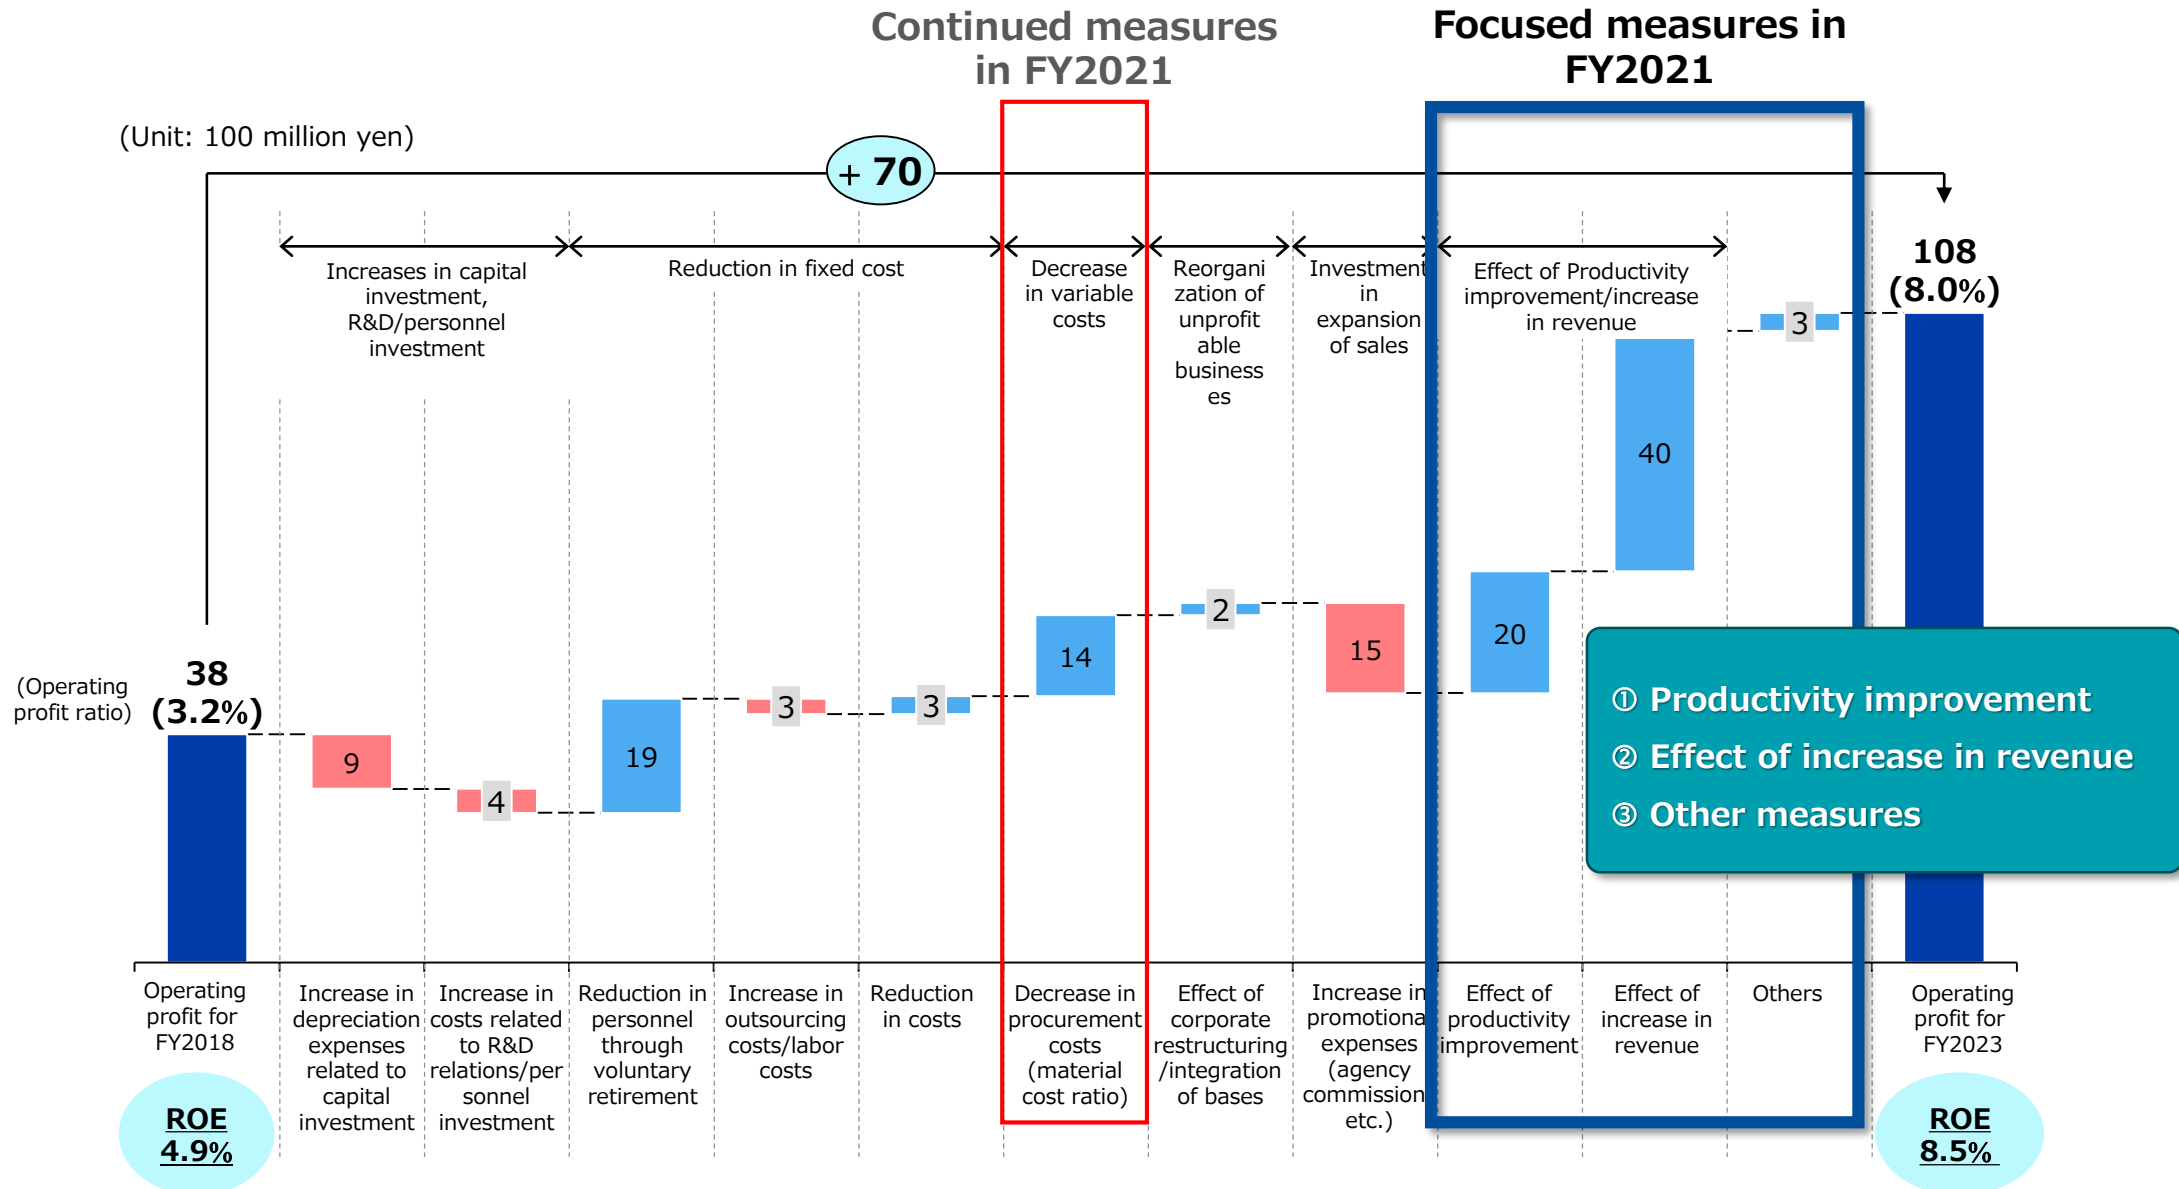 Continued measures
in FY2021
Focused measures in
FY2021
(Unit: 100 million yen)
+ 70
Increases in capital
investment,
R&D/personnel
investment
Reduction in fixed cost
Decrease
in variable
costs
Reorgani
zation of
unprofit
able
business
es
Investment
in
expansion
of sales
Effect of Productivity
improvement/increase
in revenue
108
(8.0%)
3
40
2
20
15
14
(Operating
profit ratio)
38
(3.2%)
9
4
19
3
3
① Productivity improvement
② Effect of increase in revenue
③ Other measures
Operating
profit for
FY2018
Increase in
depreciation
expenses
related to
capital
investment
Increase in
costs related
to R&D
relations/per
sonnel
investment
Reduction in
personnel
through
voluntary
retirement
Increase in
outsourcing
costs/labor
costs
Reduction
in costs
Decrease in
procurement
costs
(material
cost ratio)
Effect of
corporate
restructuring
/integration
of bases
Increase in
promotiona
expenses
(agency
commission
etc.)
Effect of
productivity
improvement
Effect of
increase in
revenue
Others
Operating
profit for
FY2023
ROE
4.9%
ROE
8.5%